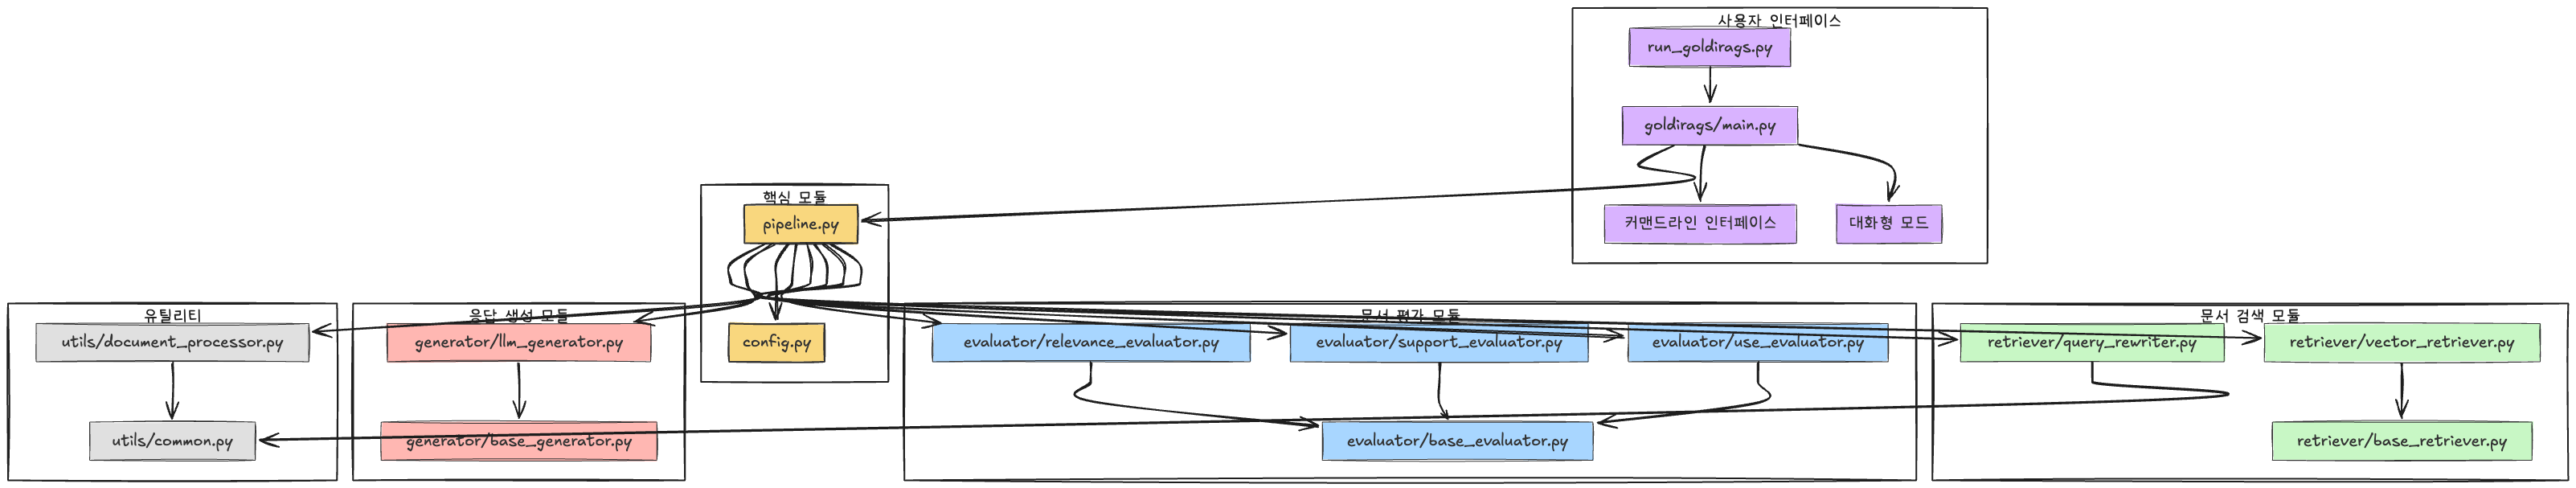 사용자 인터페이스
run_goldirags.py
goldirags/main.py
커맨드라인 인터페이스
대화형 모드
핵심 모듈
pipeline.py
config.py
유틸리티
utils/document_processor.py
utils/common.py
응답 생성 모듈
generator/llm_generator.py
generator/base_generator.py
문서 평가 모듈
evaluator/relevance_evaluator.py
evaluator/support_evaluator.py
evaluator/use_evaluator.py
evaluator/base_evaluator.py
문서 검색 모듈
retriever/query_rewriter.py
retriever/vector_retriever.py
retriever/base_retriever.py